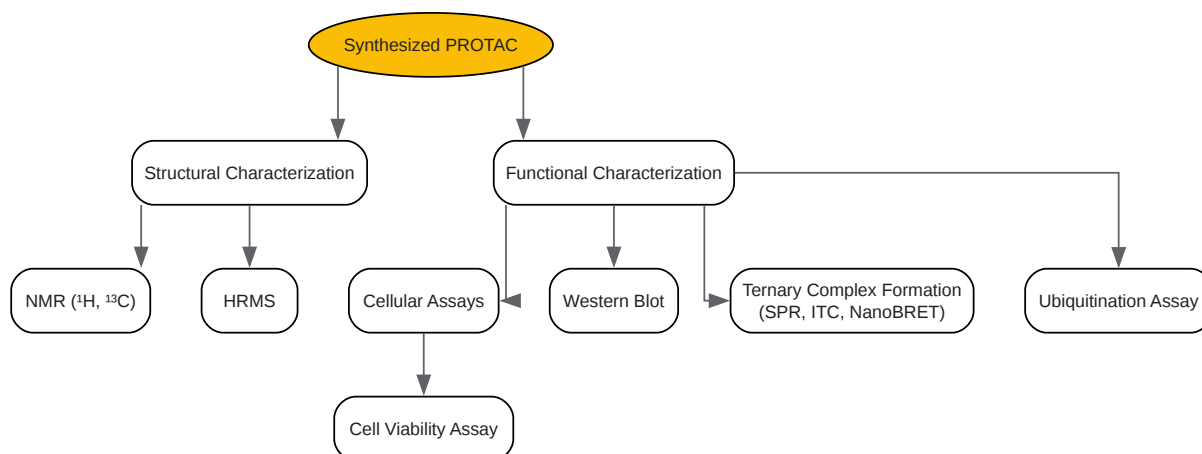 Synthesized PROTAC
Structural Characterization
Functional Characterization
NMR (¹H, ¹³C)
HRMS
Cellular Assays
Western Blot
Ternary Complex Formation
(SPR, ITC, NanoBRET)
Ubiquitination Assay
Cell Viability Assay